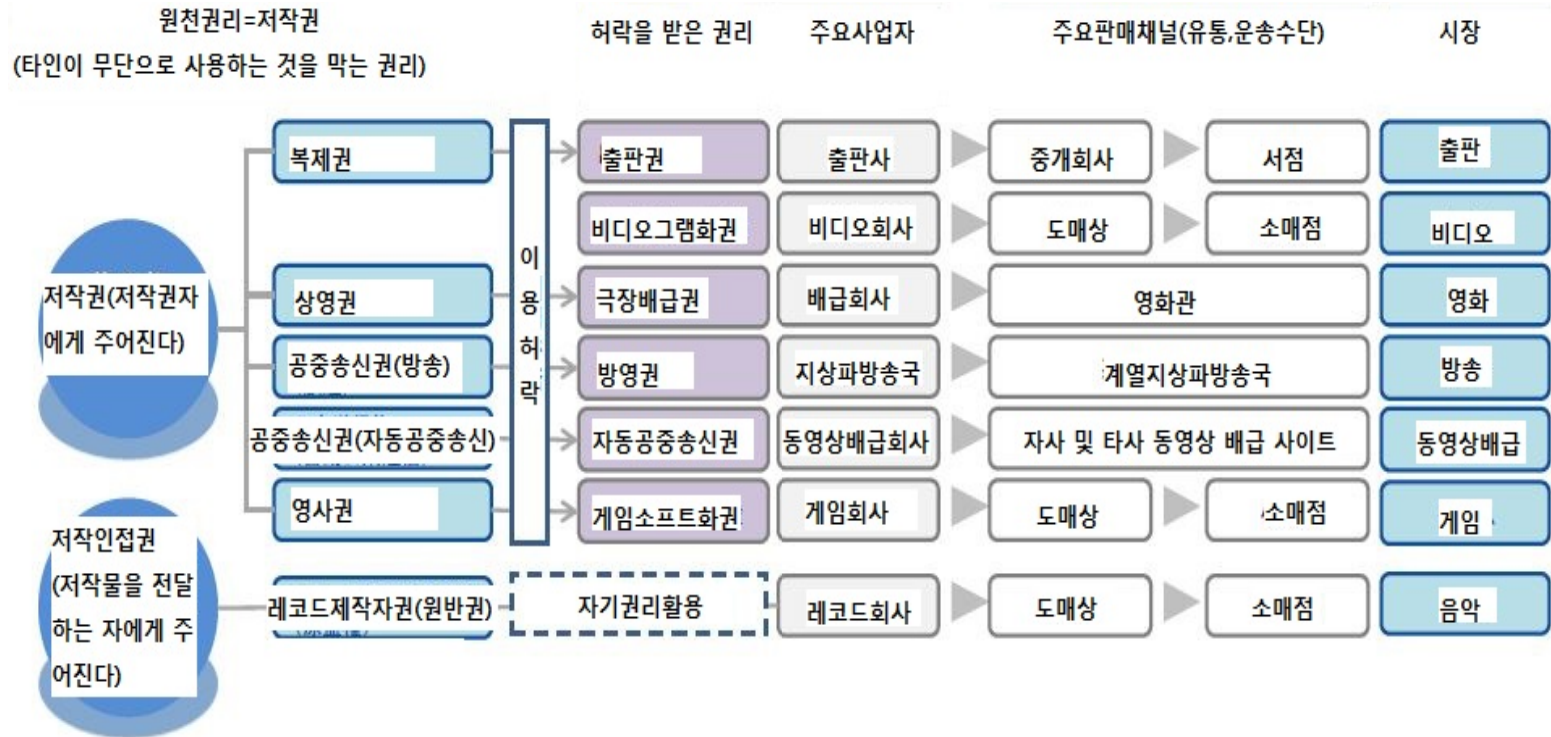 원천권리=저작권
(타인이 무단으로 사용하는 것을 막는 권리)
허락을 받은 권리
주요사업자
주요판매채널(유통,운송수단)
시장
저작권(저작권자
에게 주어진다)
이
용
허
락
복제권
출판권
출판사
중개회사
서점
출판
비디오그램화권
비디오회사
도매상
소매점
비디오
상영권
극장배급권
배급회사
영화관
영화
공중송신권(방송)
방영권
지상파방송국
계열지상파방송국
방송
공중송신권(자동공중송신)
자동공중송신권
동영상배급회사
자사 및 타사 동영상 배급 사이트
동영상배급
영사권
게임소프트화권
게임회사
도매상
소매점
게임
저작인접권
(저작물을 전달
하는 자에게 주
어진다)
레코드제작자권(원반권)
자기권리활용
레코드회사
도매상
소매점
음악